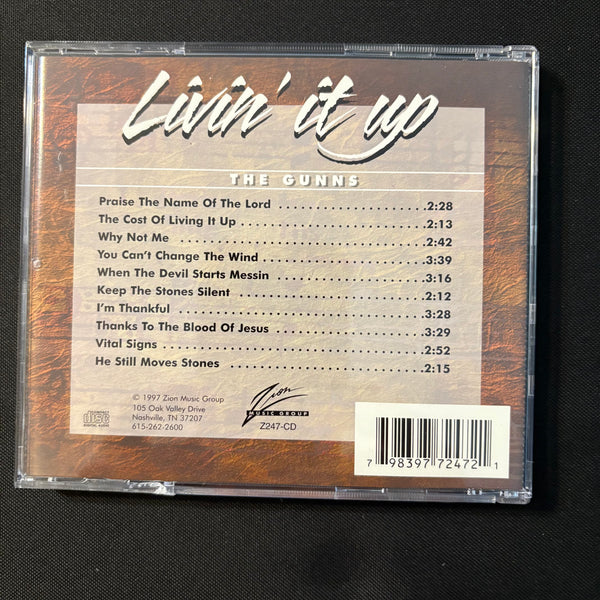 Livin' it up
THE GUNNS
Praise The Name Of The Lord . . . . . . . . . . . . . . . . . . . . . .2:28
The Cost Of Living It Up . . . . . . . . . . . . . . . . . . . . . . . . . . . .2:13
Why Not Me . . . . . . . . . . . . . . . . . . . . . . . . . . . . . . . . . . . .2:42
You Can't Change The Wind . . . . . . . . . . . . . . . . . . . . . . . .3:39
When The Devil Starts Messin . . . . . . . . . . . . . . . . . . . . . .3:16
Keep The Stones Silent . . . . . . . . . . . . . . . . . . . . . . . . . . . .2:12
I'm Thankful . . . . . . . . . . . . . . . . . . . . . . . . . . . . . . . . . . . .3:28
Thanks To The Blood Of Jesus . . . . . . . . . . . . . . . . . . . . . .3:29
Vital Signs . . . . . . . . . . . . . . . . . . . . . . . . . . . . . . . . . . . . . .2:52
He Still Moves Stones . . . . . . . . . . . . . . . . . . . . . . . . . . . . .2:15
COMPACT
disc
DIGITAL AUDIO
© 1997 Zion Music Group
105 Oak Valley Drive
Nashville, TN 37207
615-262-2600
Zion
MUSIC GROUP
Z247-CD
7 98397 72472 1